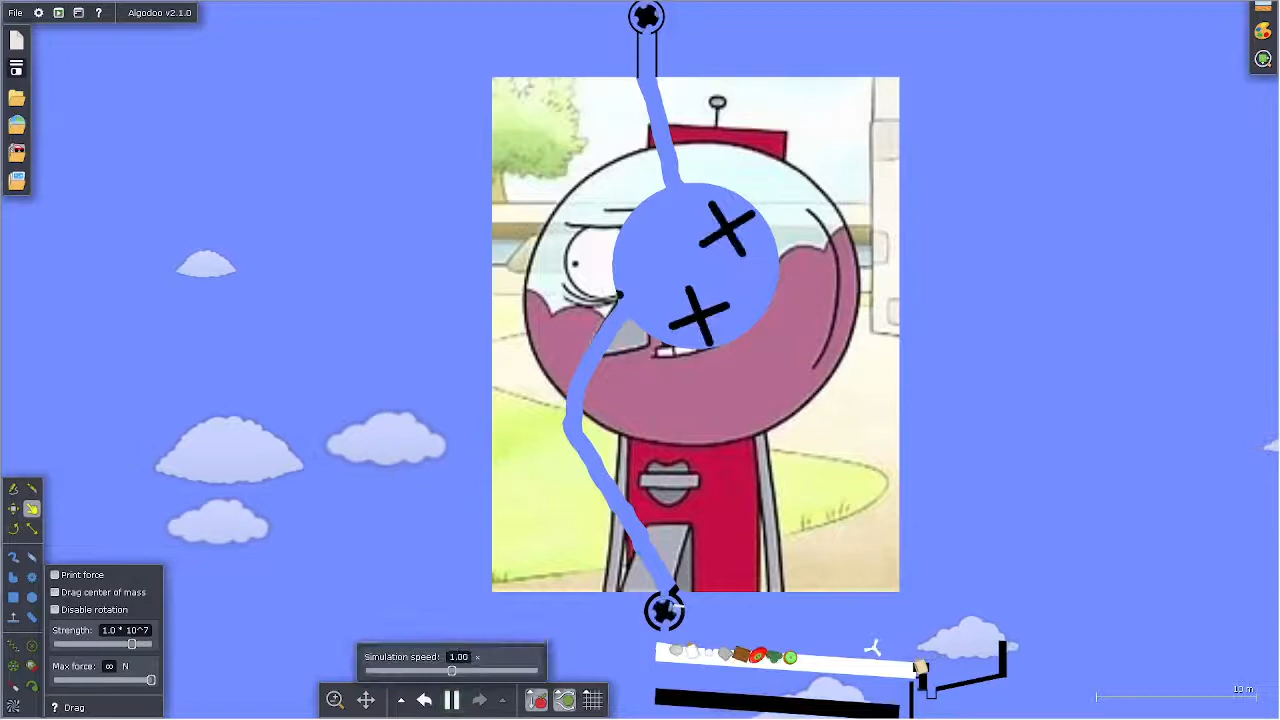 File ? Algodoo v2.1.0
Print force
Drag center of mass
Disable rotation
Strength: 1.0 * 10^7
Max force: ∞ N
? Drag
Simulation speed: 1.00 x
10 m